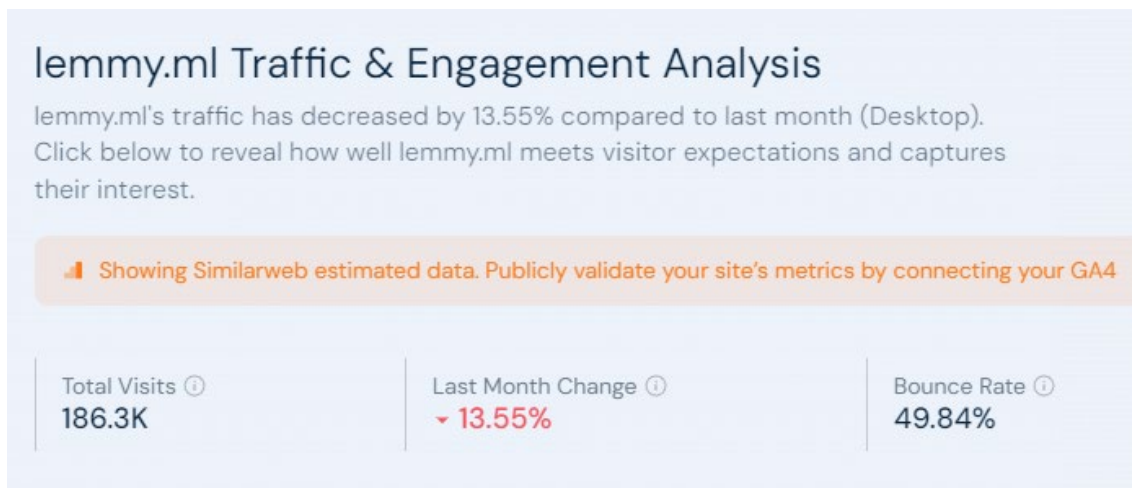 lemmy.ml Traffic & Engagement Analysis
lemmy.ml's traffic has decreased by 13.55% compared to last month (Desktop).
Click below to reveal how well lemmy.ml meets visitor expectations and captures
their interest.
Showing Similarweb estimated data. Publicly validate your site’s metrics by connecting your GA4
Total Visits
186.3K
Last Month Change
13.55%
Bounce Rate
49.84%